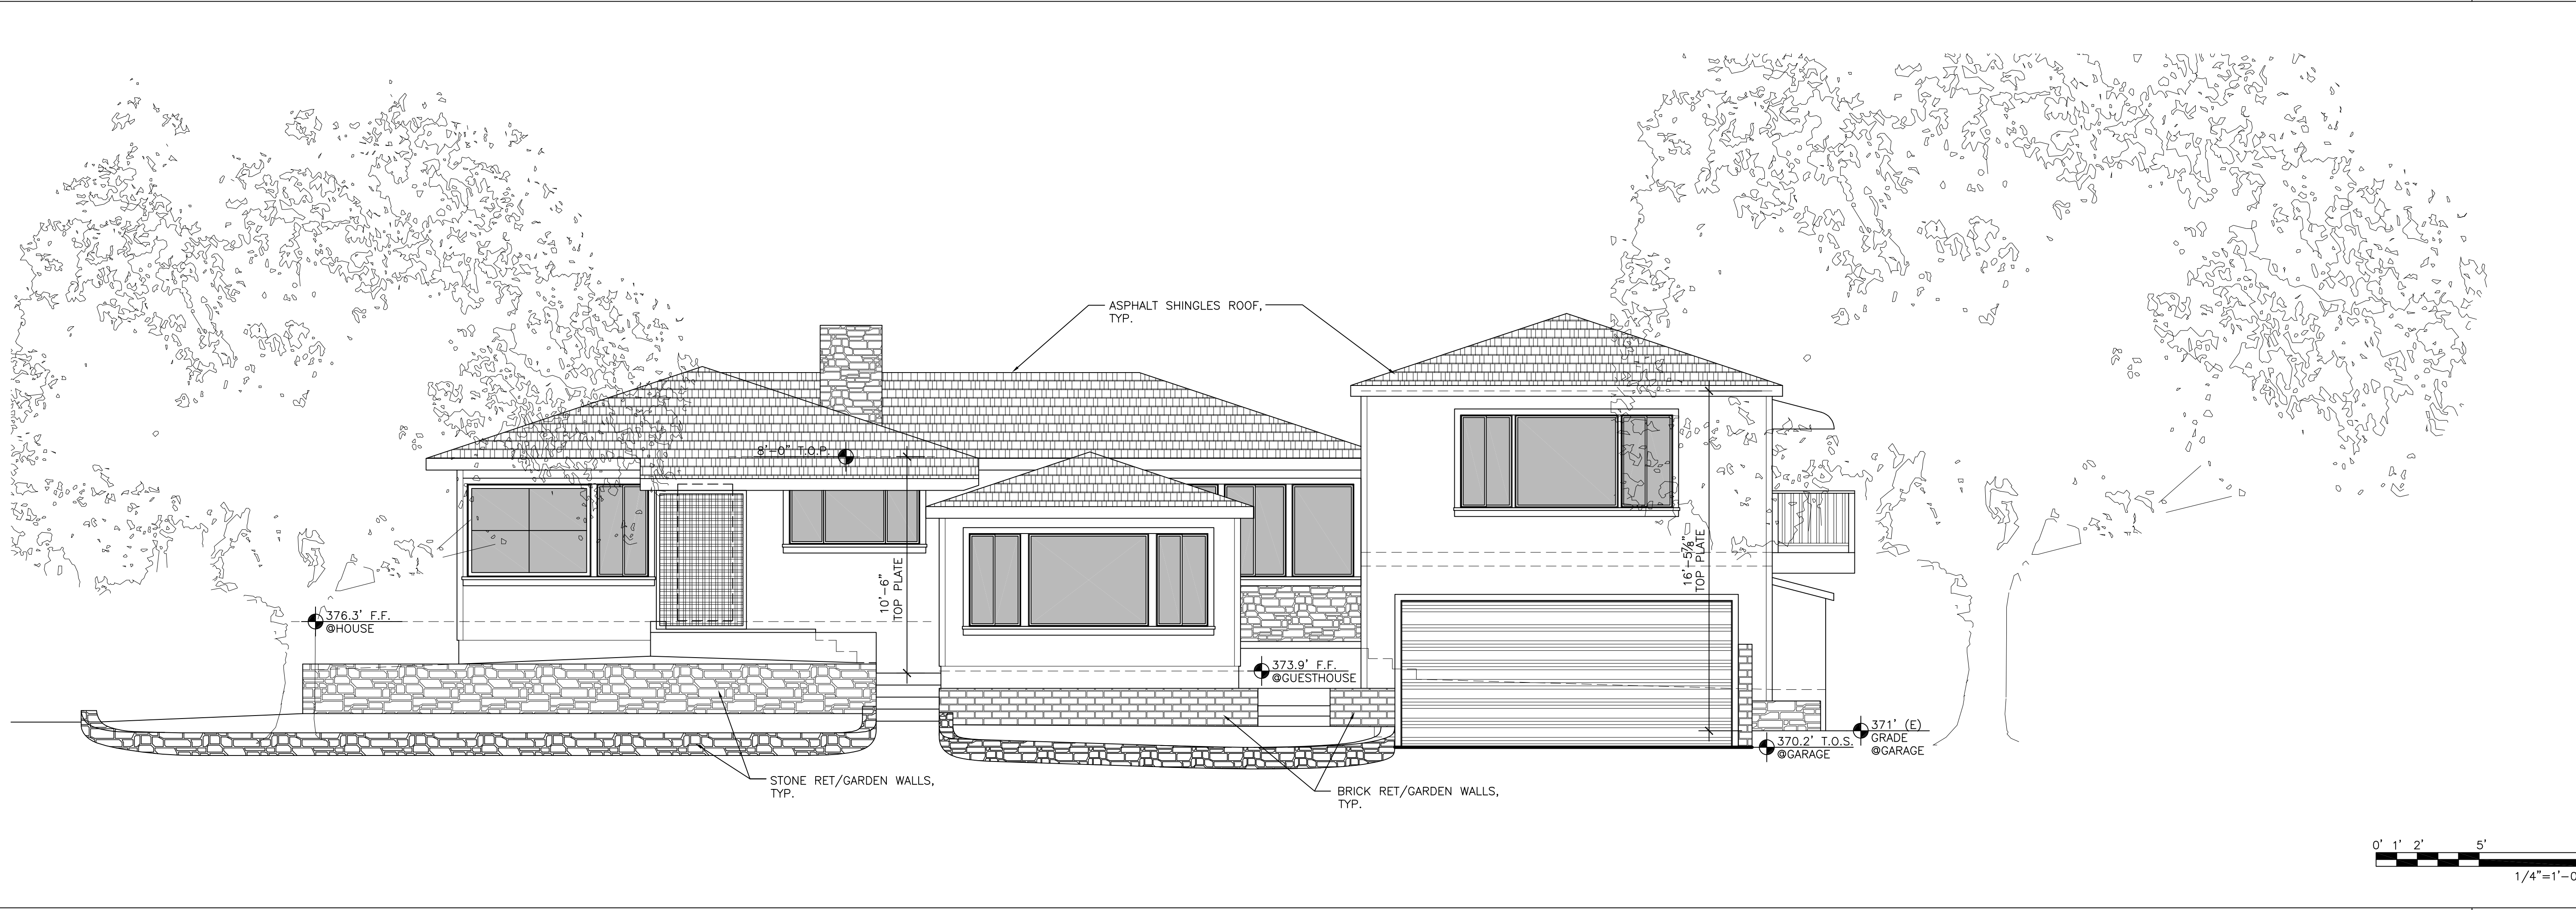 ASPHALT SHINGLES ROOF,
TYP.
8'-0" T.O.P.
10'-6"
TOP PLATE
16'-5⅞"
TOP PLATE
376.3' F.F.
@HOUSE
373.9' F.F.
@GUESTHOUSE
371' (E)
GRADE
@GARAGE
370.2' T.O.S.
@GARAGE
STONE RET/GARDEN WALLS,
TYP.
BRICK RET/GARDEN WALLS,
TYP.
0' 1' 2' 5'
1/4"=1'-0